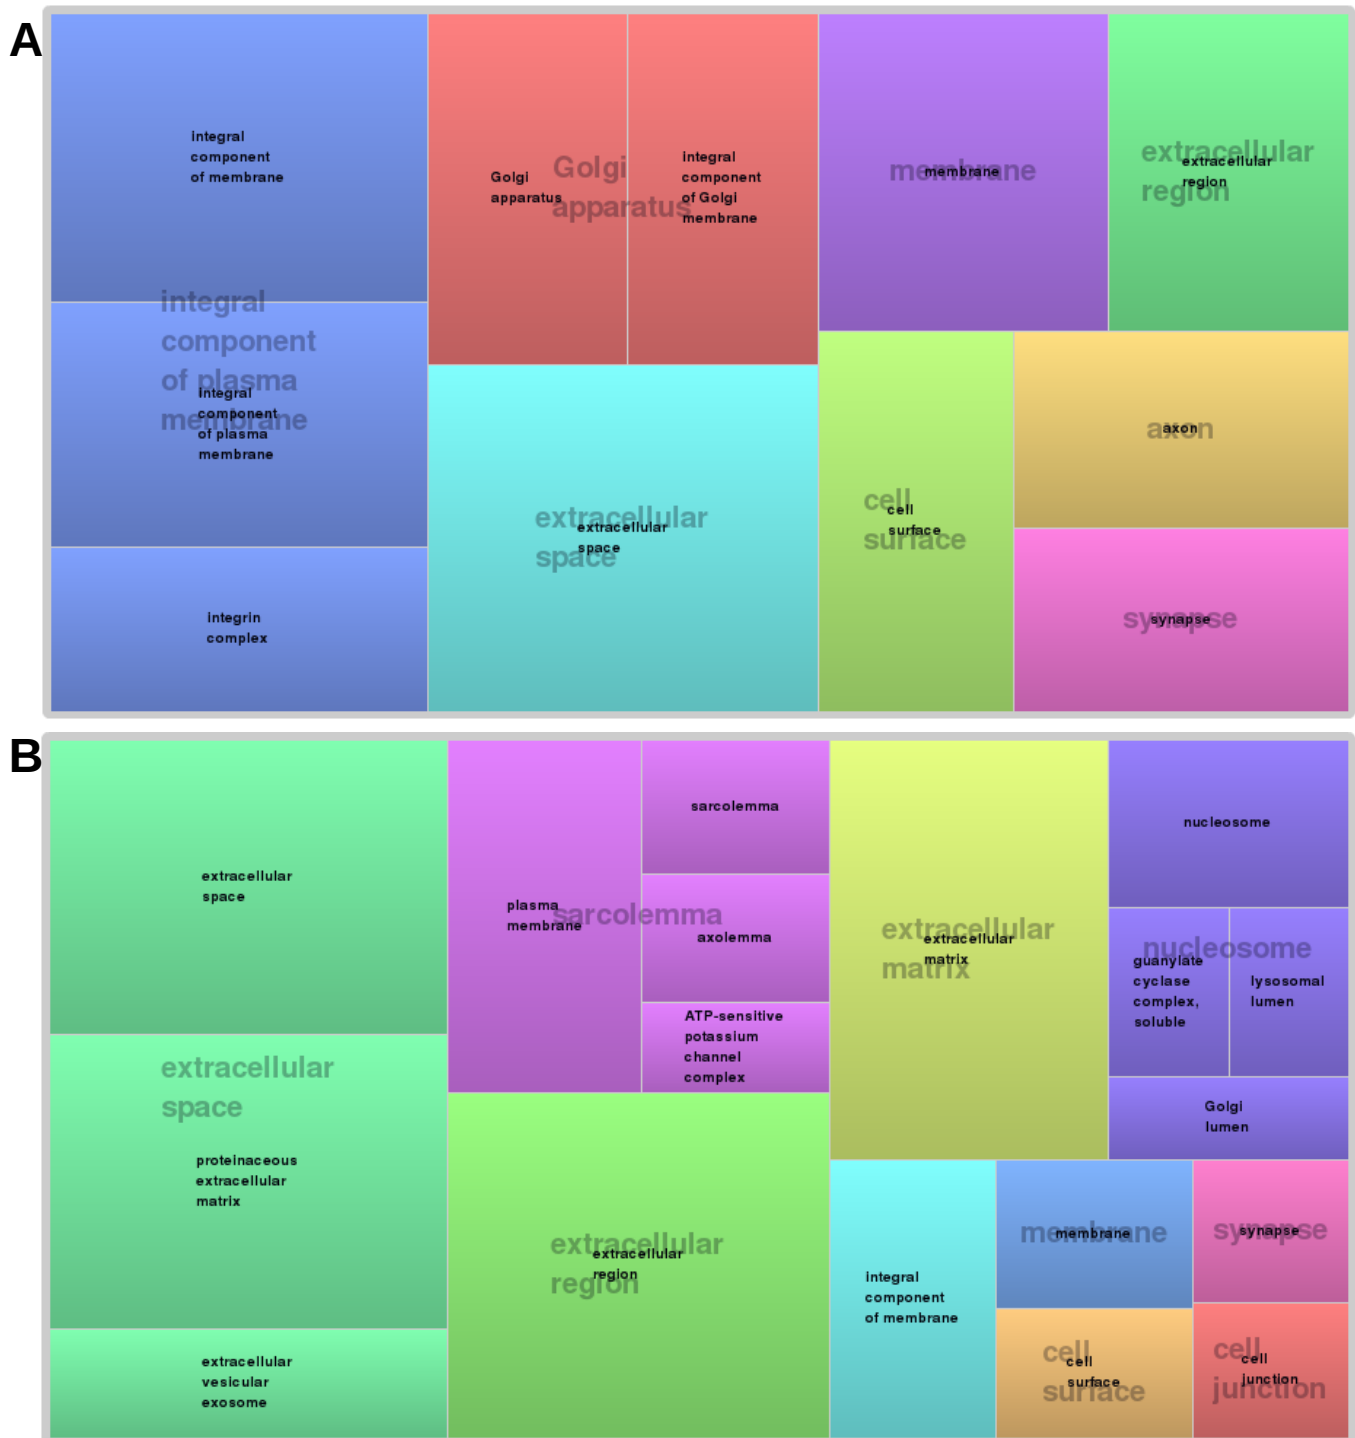 A
integral
component
of membrane
integral
component
of plasma
membrane
integral
component
of plasma
membrane
integrin
complex
Golgi
apparatus
Golgi
apparatus
integral
component
of Golgi
membrane
extracellular
space
extracellular
space
membrane
membrane
extracellular
region
extracellular
region
cell
surface
cell
surface
axon
axon
synapse
synapse
B
extracellular
space
extracellular
space
proteinaceous
extracellular
matrix
extracellular
vesicular
exosome
plasma
membrane
sarcolemma
sarcolemma
axolemma
ATP-sensitive
potassium
channel
complex
extracellular
region
extracellular
region
extracellular
matrix
extracellular
matrix
nucleosome
nucleosome
guanylate
cyclase
complex,
soluble
lysosomal
lumen
Golgi
lumen
integral
component
of membrane
membrane
membrane
synapse
synapse
cell
surface
cell
surface
cell
junction
cell
junction